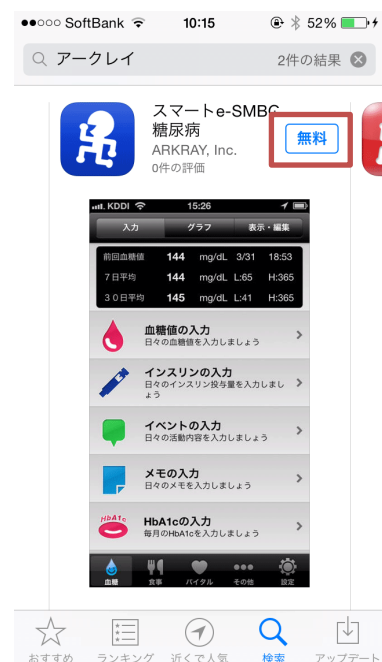 SoftBank 10:15 52%
アークレイ 2件の結果
スマートe-SMBG
糖尿病
ARKRAY, Inc.
0件の評価
無料
KDDI 15:26
入力 グラフ 表示・編集
前回血糖値 144 mg/dL 3/31 18:53
7日平均 144 mg/dL L:65 H:365
30日平均 145 mg/dL L:41 H:365
血糖値の入力
日々の血糖値を入力しましょう
インスリンの入力
日々のインスリン投与量を入力しまし
ょう
イベントの入力
日々の活動内容を入力しましょう
メモの入力
日々のメモを入力しましょう
HbA1c
HbA1cの入力
毎月のHbA1cを入力しましょう
血糖 食事 バイタル その他 設定
おすすめ ランキング 近くで人気 検索 アップデート